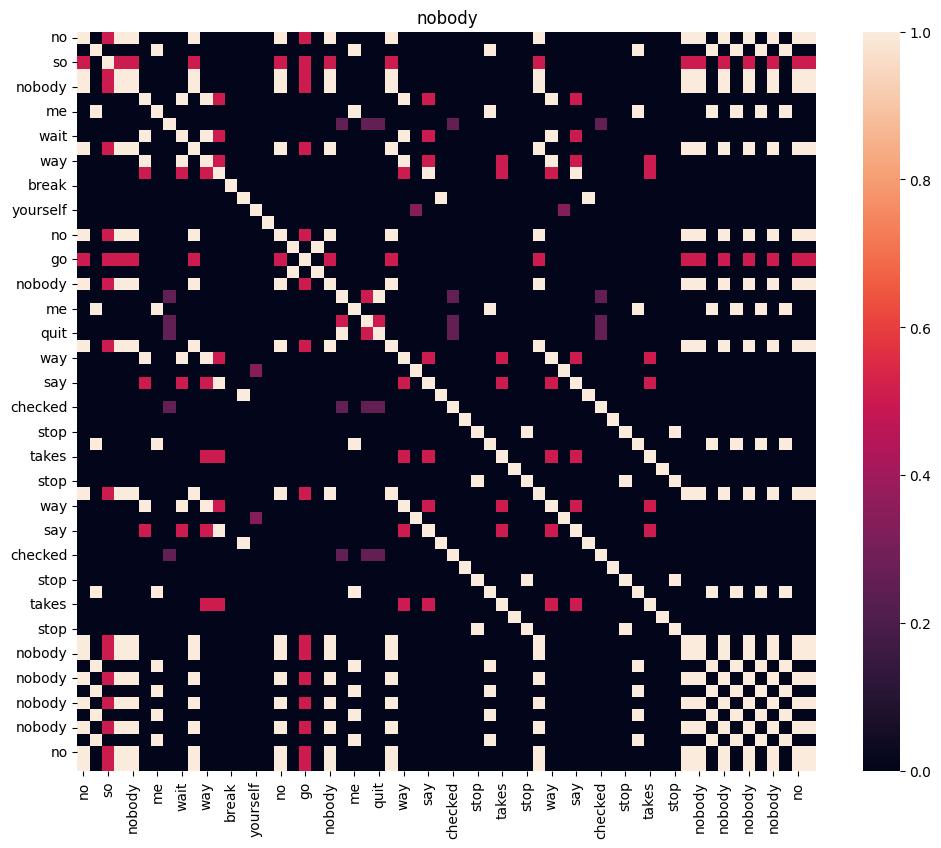 nobody
no
so
nobody
me
wait
way
break
yourself
no
go
nobody
me
quit
way
say
checked
stop
takes
stop
way
say
checked
stop
takes
stop
nobody
nobody
nobody
nobody
no
1.0
0.8
0.6
0.4
0.2
0.0
no
so
nobody
me
wait
way
break
yourself
no
go
nobody
me
quit
way
say
checked
stop
takes
stop
way
say
checked
stop
takes
stop
nobody
nobody
nobody
nobody
no